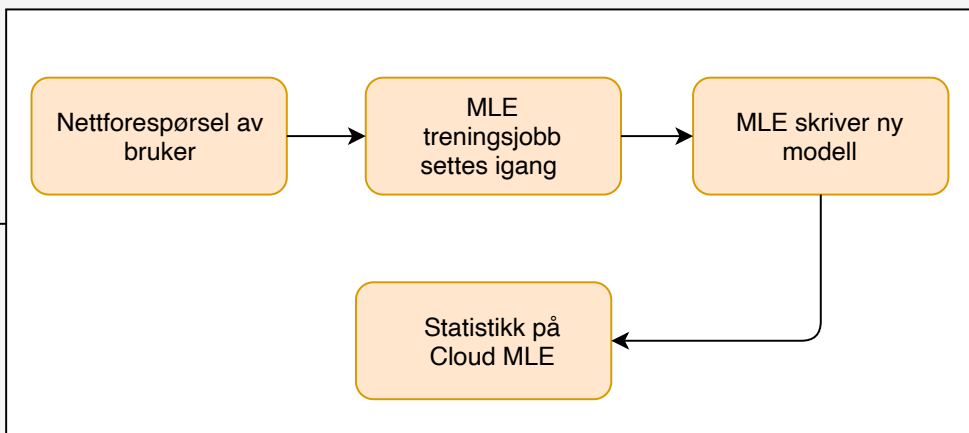 Nettforespørsel av
bruker
MLE
treningsjobb
settes igang
MLE skriver ny
modell
Statistikk på
Cloud MLE